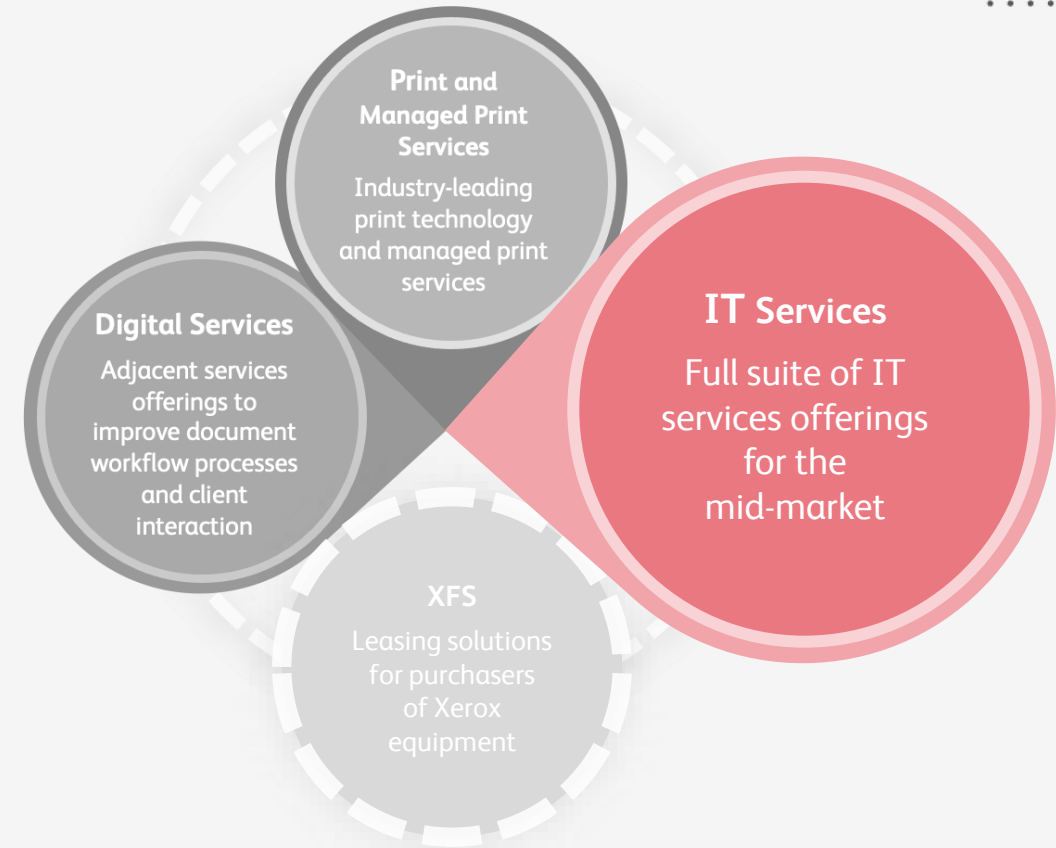 Print and
Managed Print
Services
Industry-leading
print technology
and managed print
services
Digital Services
Adjacent services
offerings to
improve document
workflow processes
and client
interaction
IT Services
Full suite of IT
services offerings
for the
mid-market
XFS
Leasing solutions
for purchasers
of Xerox
equipment